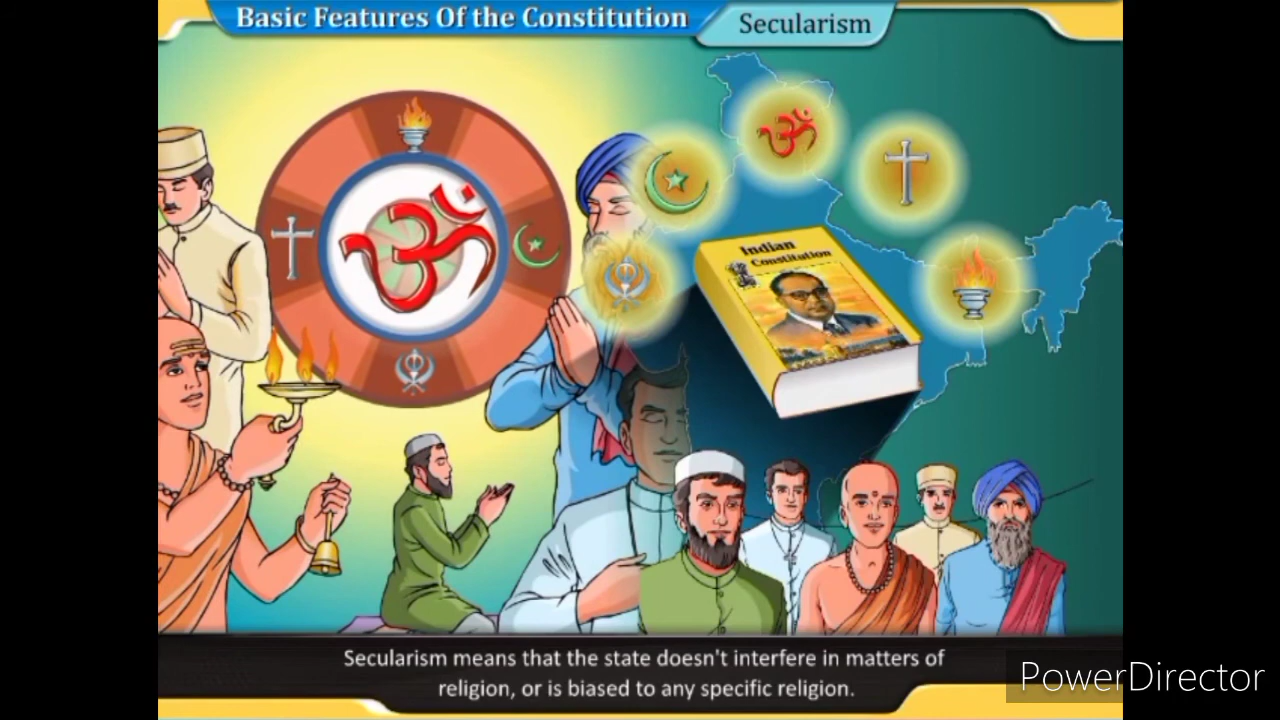 Basic Features Of the Constitution
Secularism
Indian
Constitution
Secularism means that the state doesn't interfere in matters of
religion, or is biased to any specific religion.
PowerDirector